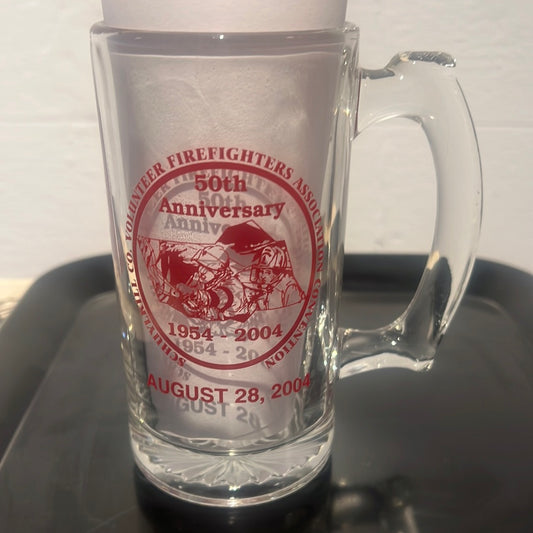 SCHUYLKILL CO. VOLUNTEER FIREFIGHTERS ASSOCIATION CONVENTION
50th
Anniversary
1954 - 2004
AUGUST 28, 2004